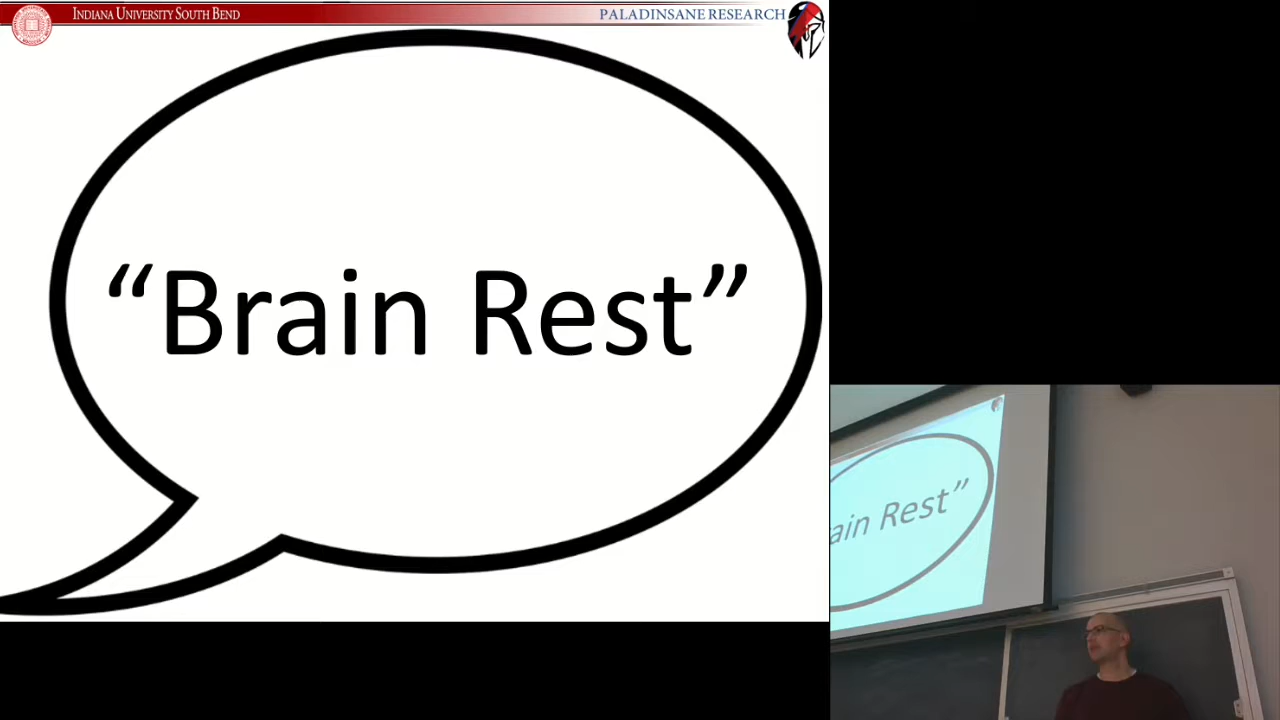 INDIANA UNIVERSITY SOUTH BEND
PALADINSANE RESEARCH
“Brain Rest”
ain Rest”